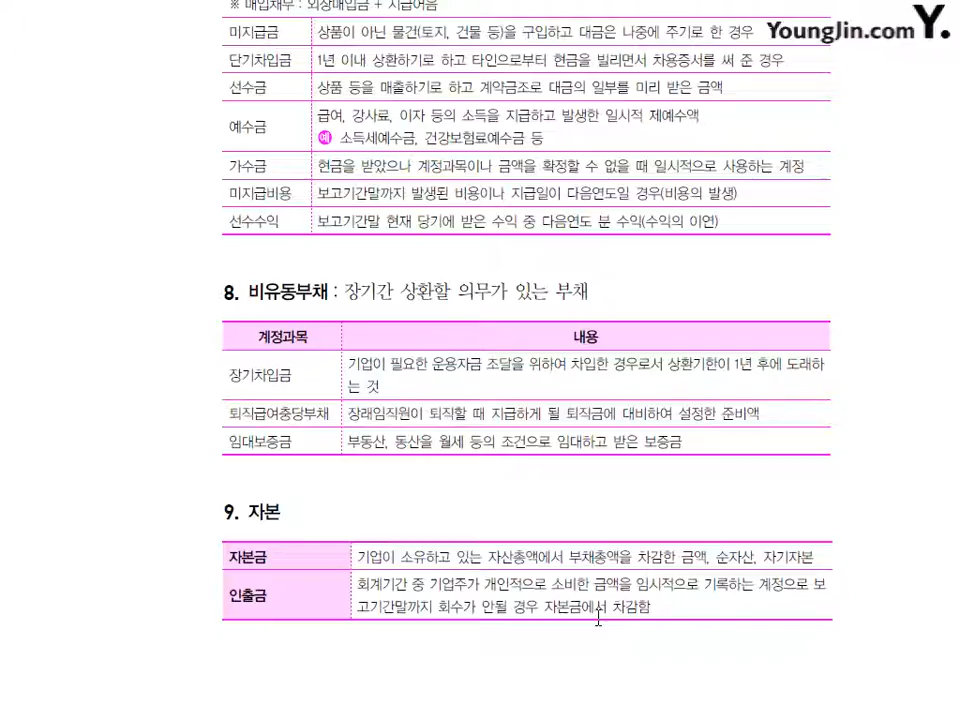 ※ 매입채무 : 외상매입금 + 지급어음
YoungJin.com Y.
미지급금 상품이 아닌 물건(토지, 건물 등)을 구입하고 대금은 나중에 주기로 한 경우
단기차입금 1년 이내 상환하기로 하고 타인으로부터 현금을 빌리면서 차용증서를 써 준 경우
선수금 상품 등을 매출하기로 하고 계약금조로 대금의 일부를 미리 받은 금액
예수금 급여, 강사료, 이자 등의 소득을 지급하고 발생한 일시적 제예수액
예 소득세예수금, 건강보험료예수금 등
가수금 현금을 받았으나 계정과목이나 금액을 확정할 수 없을 때 일시적으로 사용하는 계정
미지급비용 보고기간말까지 발생된 비용이나 지급일이 다음연도일 경우(비용의 발생)
선수수익 보고기간말 현재 당기에 받은 수익 중 다음연도 분 수익(수익의 이연)
8. 비유동부채 : 장기간 상환할 의무가 있는 부채
계정과목 내용
장기차입금 기업이 필요한 운용자금 조달을 위하여 차입한 경우로서 상환기한이 1년 후에 도래하
는 것
퇴직급여충당부채 장래임직원이 퇴직할 때 지급하게 될 퇴직금에 대비하여 설정한 준비액
임대보증금 부동산, 동산을 월세 등의 조건으로 임대하고 받은 보증금
9. 자본
자본금 기업이 소유하고 있는 자산총액에서 부채총액을 차감한 금액, 순자산, 자기자본
인출금 회계기간 중 기업주가 개인적으로 소비한 금액을 임시적으로 기록하는 계정으로 보
고기간말까지 회수가 안될 경우 자본금에서 차감함